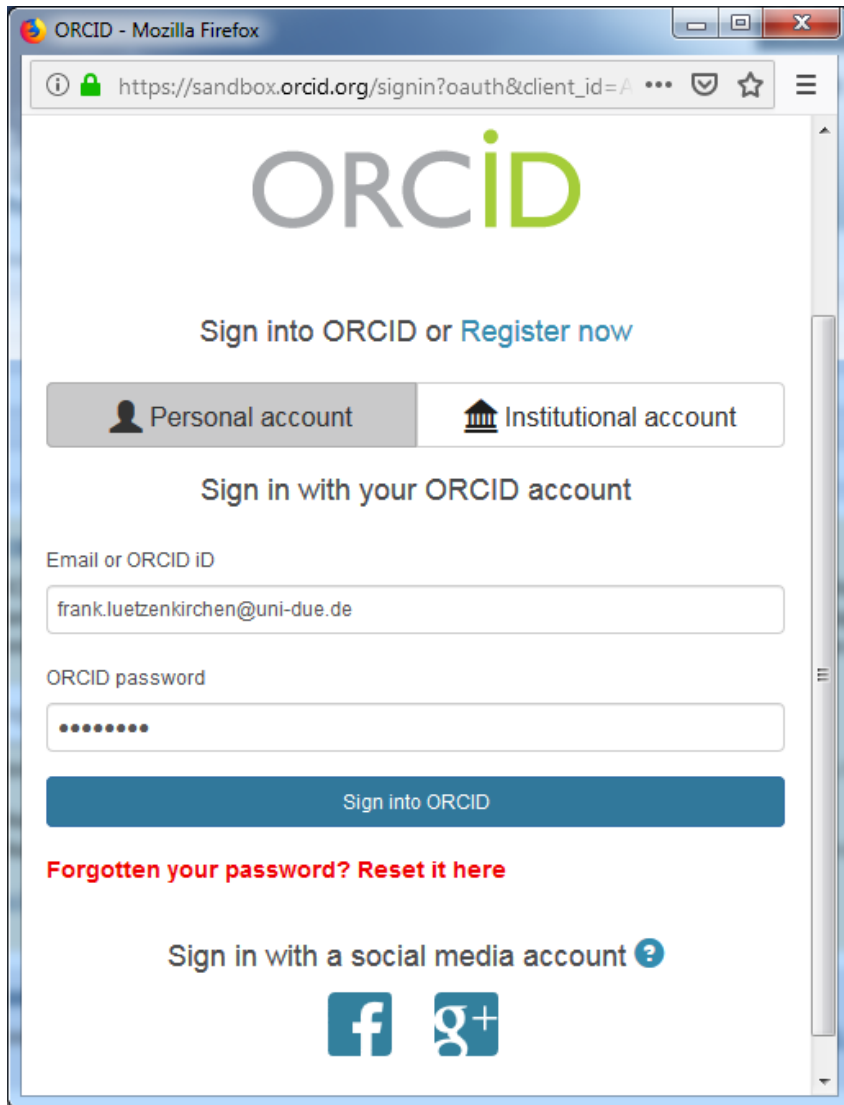 ORCID - Mozilla Firefox
https://sandbox.orcid.org/signin?oauth&client_id=A
ORCiD
Sign into ORCID or Register now
Personal account
Institutional account
Sign in with your ORCID account
Email or ORCID iD
frank.luetzenkirchen@uni-due.de
ORCID password
••••••••
Sign into ORCID
Forgotten your password? Reset it here
Sign in with a social media account ?
f g+